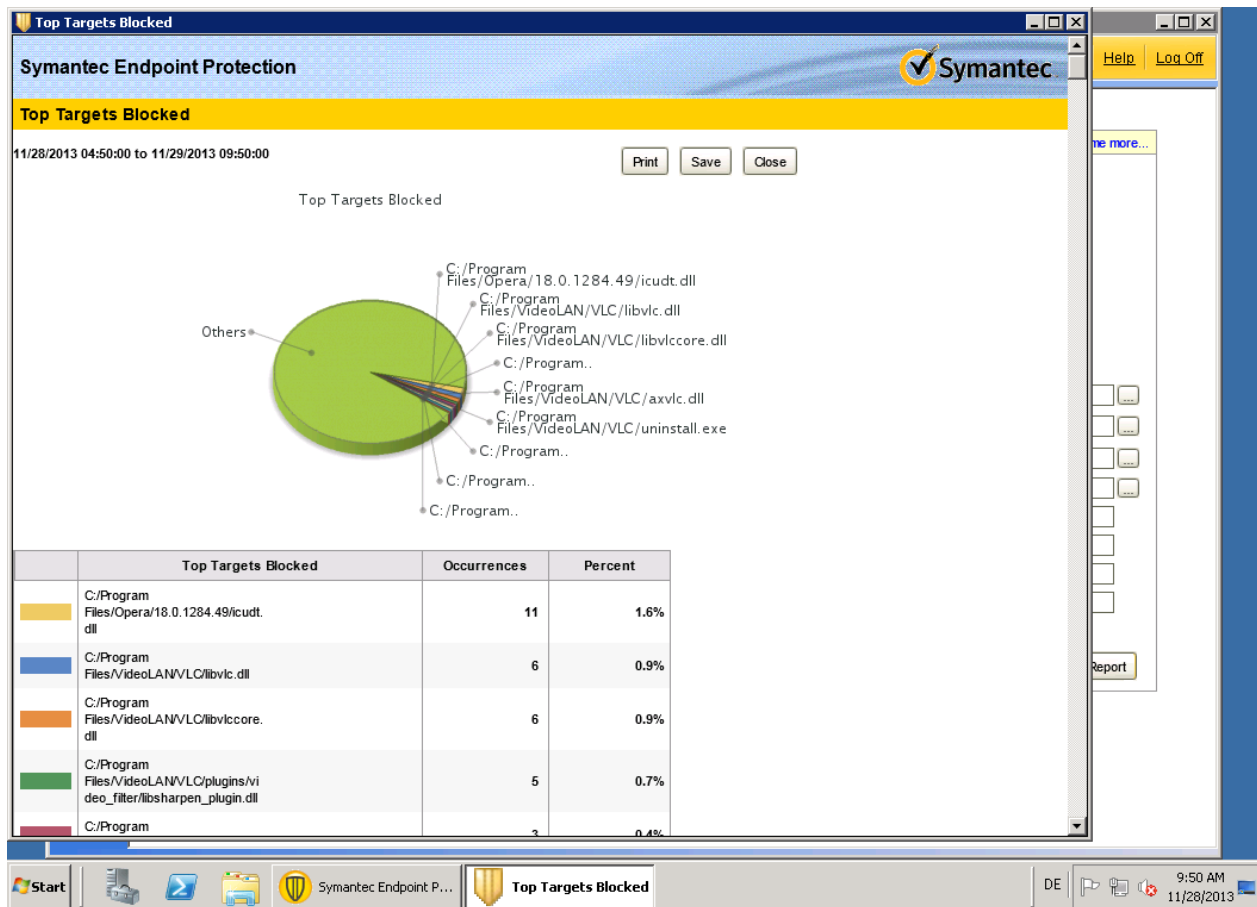 Top Targets Blocked
Symantec Endpoint Protection
Symantec
Help
Log Off
Top Targets Blocked
me more...
11/28/2013 04:50:00 to 11/29/2013 09:50:00
Print
Save
Close
Top Targets Blocked
C:/Program
Files/Opera/18.0.1284.49/icudt.dll
C:/Program
Files/VideoLAN/VLC/libvlc.dll
C:/Program
Files/VideoLAN/VLC/libvlccore.dll
Others
C:/Program..
C:/Program
Files/VideoLAN/VLC/axvlc.dll
C:/Program
Files/VideoLAN/VLC/uninstall.exe
C:/Program..
C:/Program..
C:/Program..
...
...
...
...
Report
Top Targets Blocked Occurrences Percent
C:/Program
Files/Opera/18.0.1284.49/icudt.
dll
11 1.6%
C:/Program
Files/VideoLAN/VLC/libvlc.dll
6 0.9%
C:/Program
Files/VideoLAN/VLC/libvlccore.
dll
6 0.9%
C:/Program
Files/VideoLAN/VLC/plugins/vi
deo_filter/libsharpen_plugin.dll
5 0.7%
C:/Program
3 0.4%
Start
Symantec Endpoint P...
Top Targets Blocked
DE
9:50 AM
11/28/2013